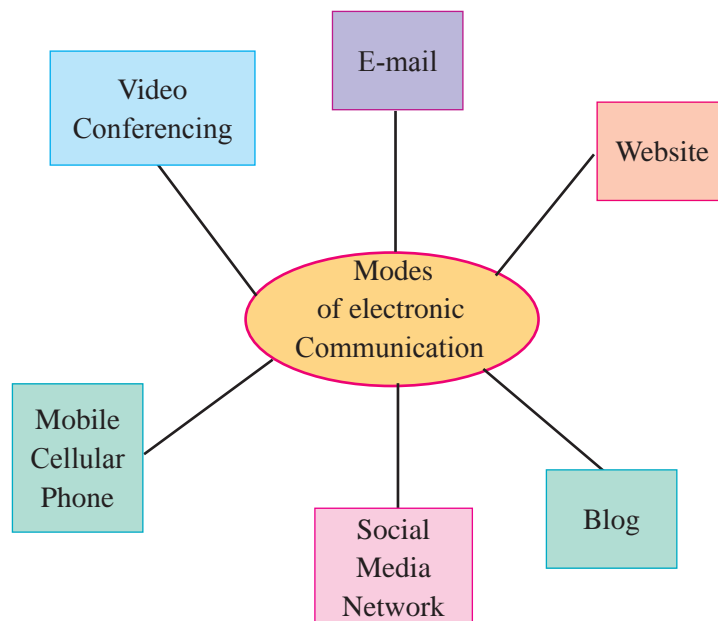 E-mail
Video
Conferencing
Website
Modes
of electronic
Communication
Mobile
Cellular
Phone
Blog
Social
Media
Network